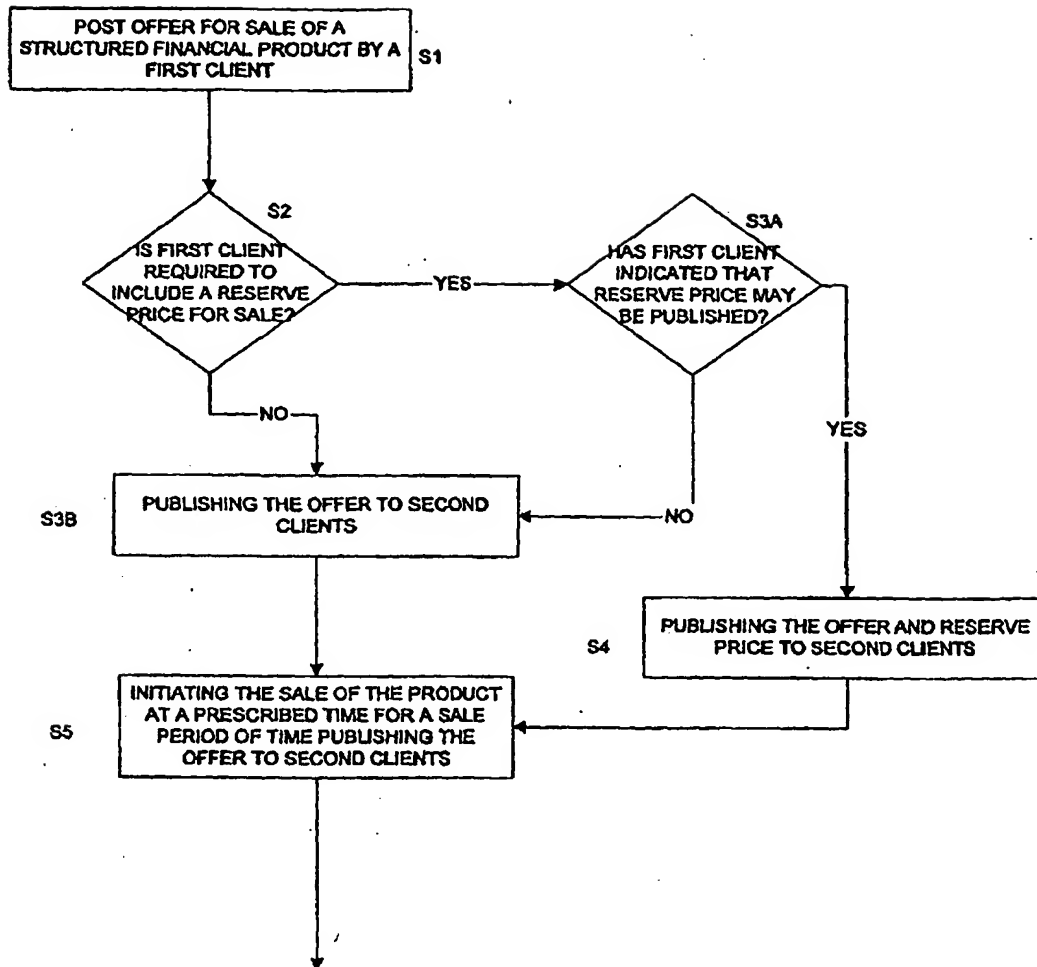 POST OFFER FOR SALE OF A
STRUCTURED FINANCIAL PRODUCT BY A
FIRST CLIENT
S1
S2
IS FIRST CLIENT
REQUIRED TO
INCLUDE A RESERVE
PRICE FOR SALE?
YES
S3A
HAS FIRST CLIENT
INDICATED THAT
RESERVE PRICE MAY
BE PUBLISHED?
NO
YES
S3B
PUBLISHING THE OFFER TO SECOND
CLIENTS
NO
S4
PUBLISHING THE OFFER AND RESERVE
PRICE TO SECOND CLIENTS
S5
INITIATING THE SALE OF THE PRODUCT
AT A PRESCRIBED TIME FOR A SALE
PERIOD OF TIME PUBLISHING THE
OFFER TO SECOND CLIENTS